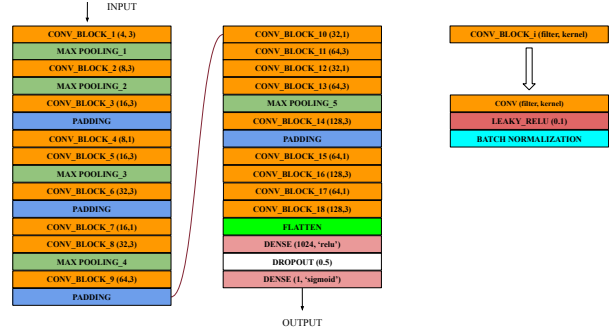 INPUT
CONV_BLOCK_1 (4, 3)
MAX POOLING_1
CONV_BLOCK_2 (8,3)
MAX POOLING_2
CONV_BLOCK_3 (16,3)
PADDING
CONV_BLOCK_4 (8,1)
CONV_BLOCK_5 (16,3)
MAX POOLING_3
CONV_BLOCK_6 (32,3)
PADDING
CONV_BLOCK_7 (16,1)
CONV_BLOCK_8 (32,3)
MAX POOLING_4
CONV_BLOCK_9 (64,3)
PADDING
CONV_BLOCK_10 (32,1)
CONV_BLOCK_11 (64,3)
CONV_BLOCK_12 (32,1)
CONV_BLOCK_13 (64,3)
MAX POOLING_5
CONV_BLOCK_14 (128,3)
PADDING
CONV_BLOCK_15 (64,1)
CONV_BLOCK_16 (128,3)
CONV_BLOCK_17 (64,1)
CONV_BLOCK_18 (128,3)
FLATTEN
DENSE (1024, 'relu')
DROPOUT (0.5)
DENSE (1, 'sigmoid')
OUTPUT
CONV_BLOCK_i (filter, kernel)
CONV (filter, kernel)
LEAKY_RELU (0.1)
BATCH NORMALIZATION